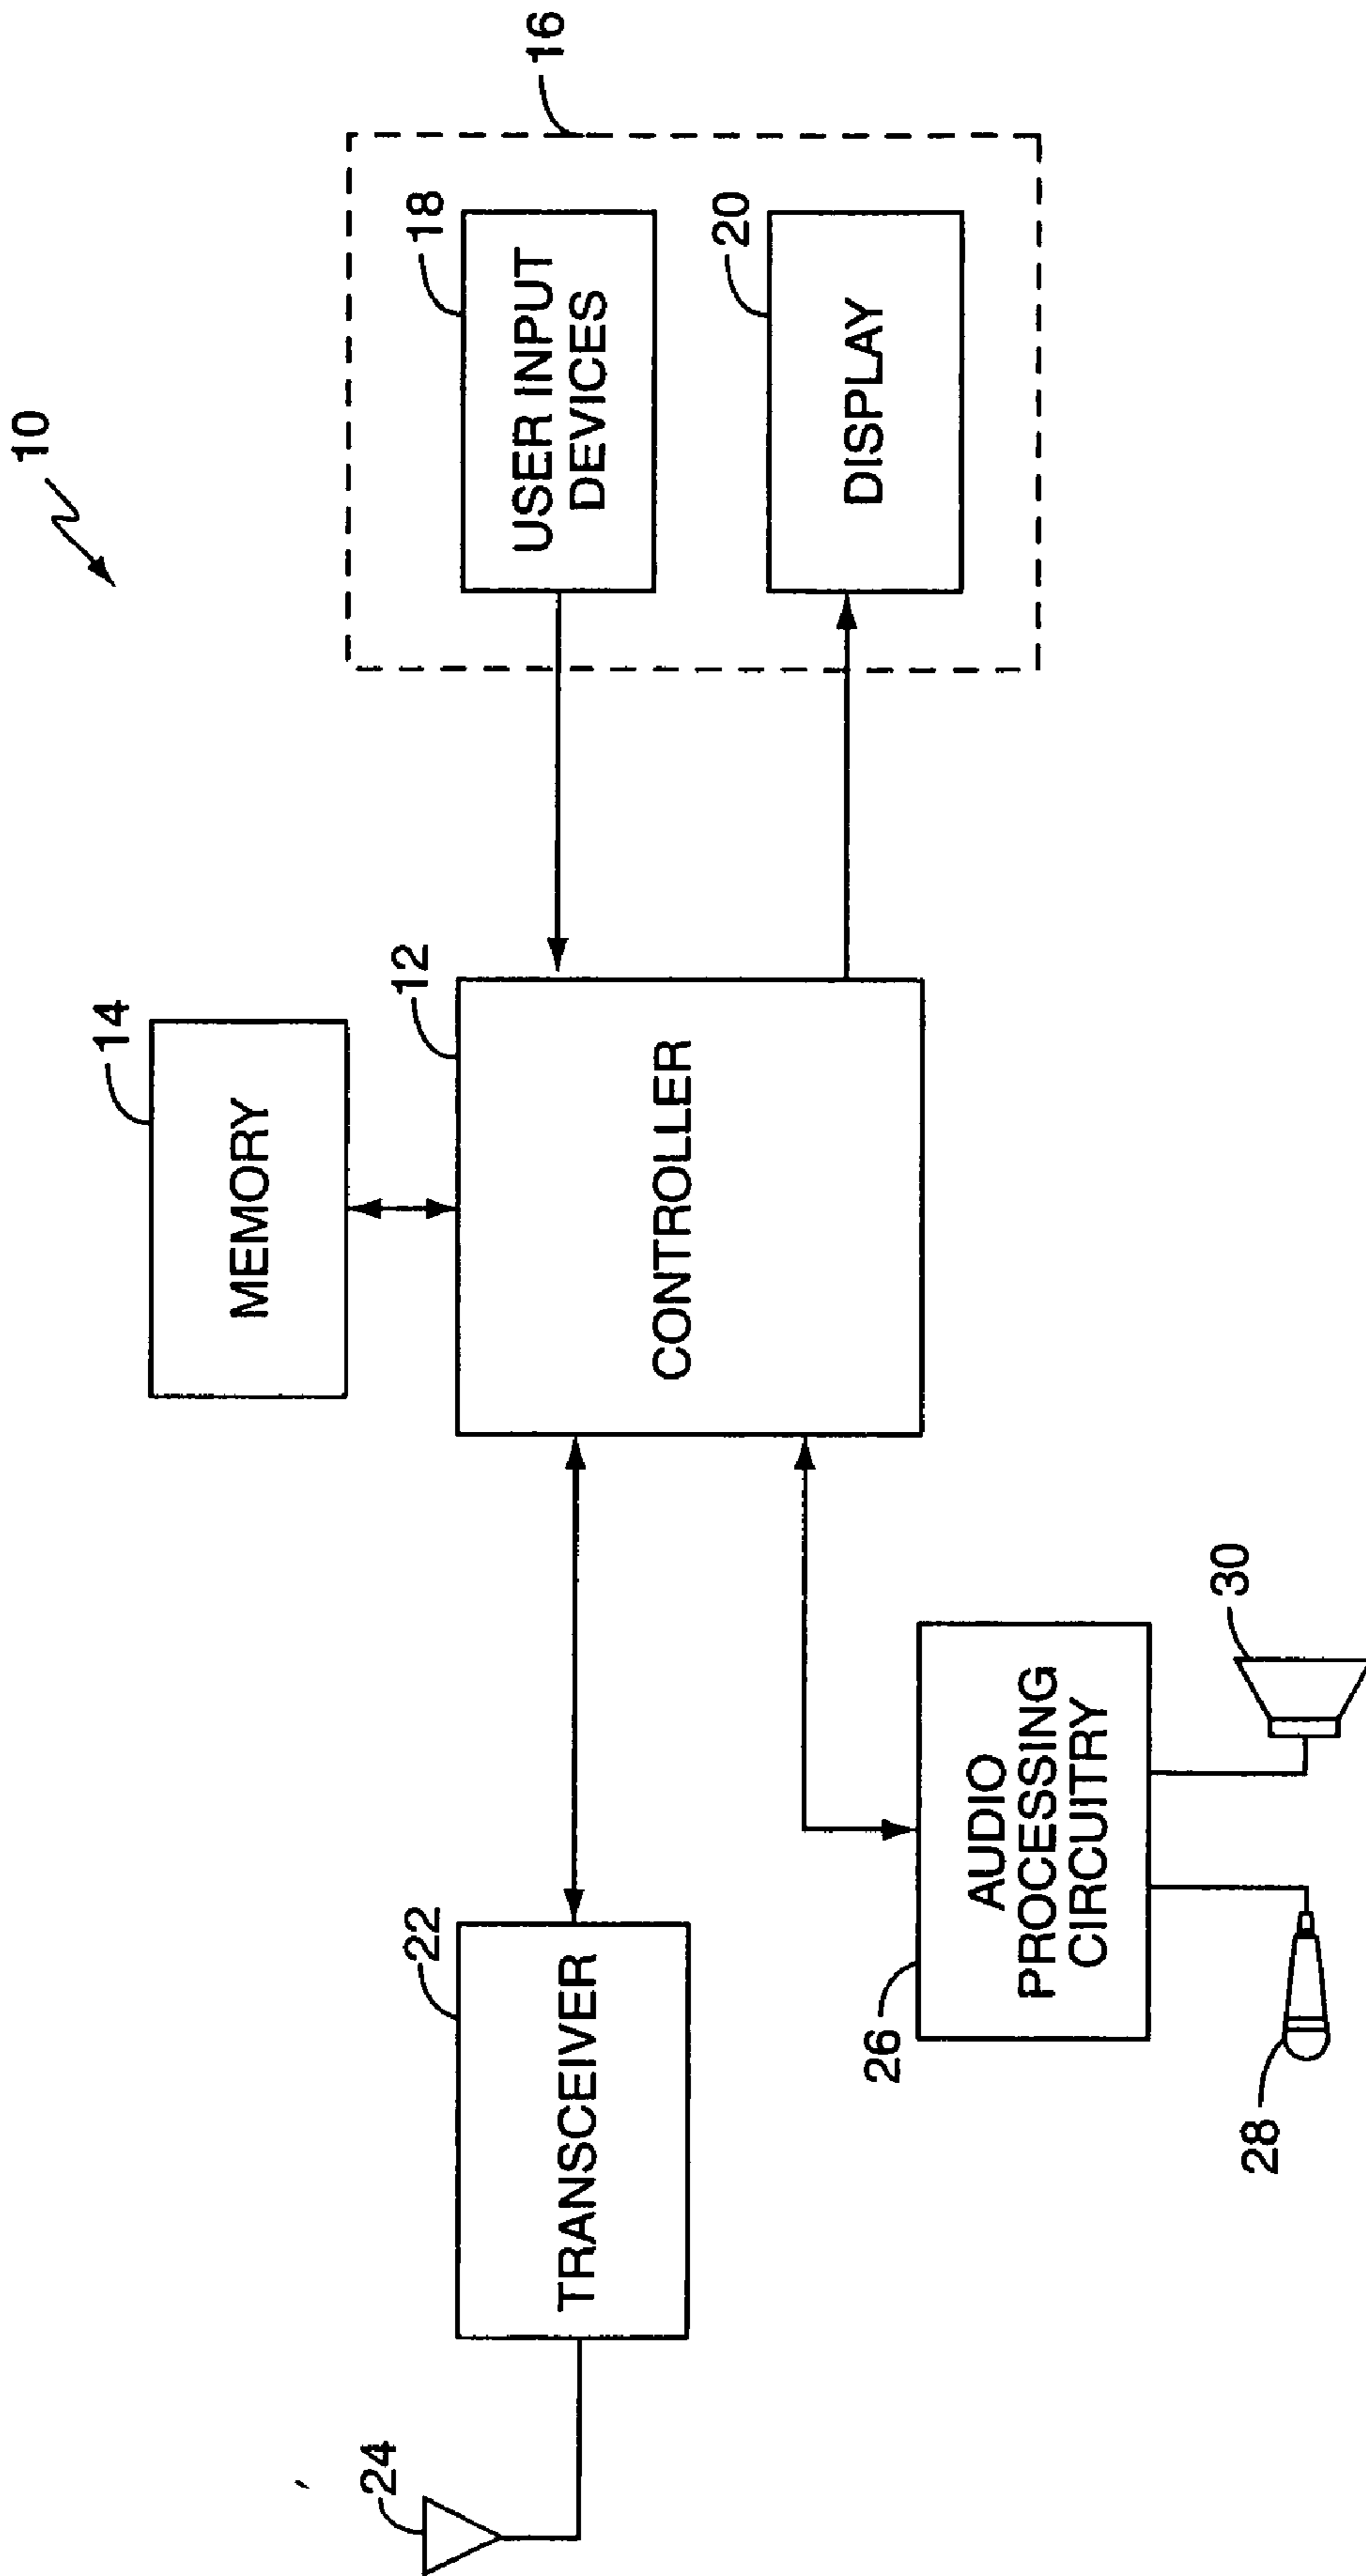 10
14
MEMORY
16
24
22
TRANSCEIVER
12
CONTROLLER
18
USER INPUT
DEVICES
20
DISPLAY
26
AUDIO
PROCESSING
CIRCUITRY
28
30